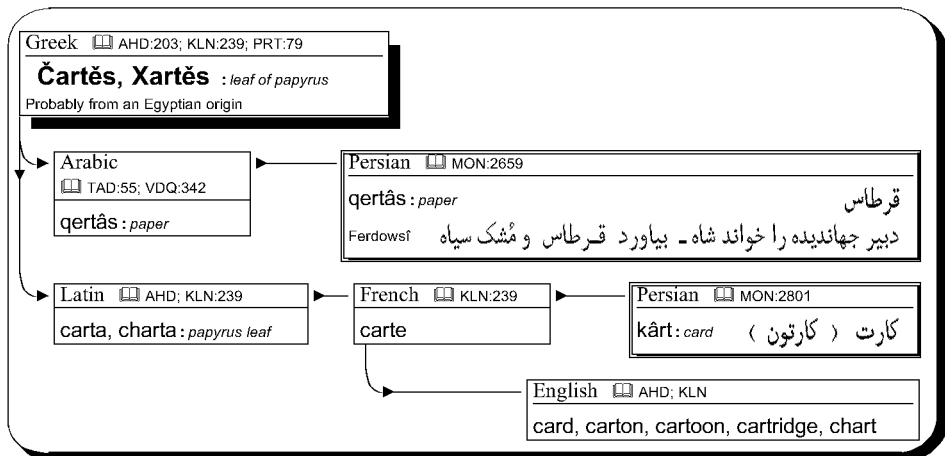 Greek 🕮 AHD:203; KLN:239; PRT:79
Čartěs, Xartěs : leaf of papyrus
Probably from an Egyptian origin
Arabic
🕮 TAD:55; VDQ:342
qertâs : paper
Persian 🕮 MON:2659
qertâs : paper قرطاس
Ferdowsî دبیر جهاندیده را خواند شاه ـ بیاورد قـرطاس و مُشک سیاه
Latin 🕮 AHD; KLN:239
carta, charta : papyrus leaf
French 🕮 KLN:239
carte
Persian 🕮 MON:2801
kârt : card کارت ( کارتون )
English 🕮 AHD; KLN
card, carton, cartoon, cartridge, chart